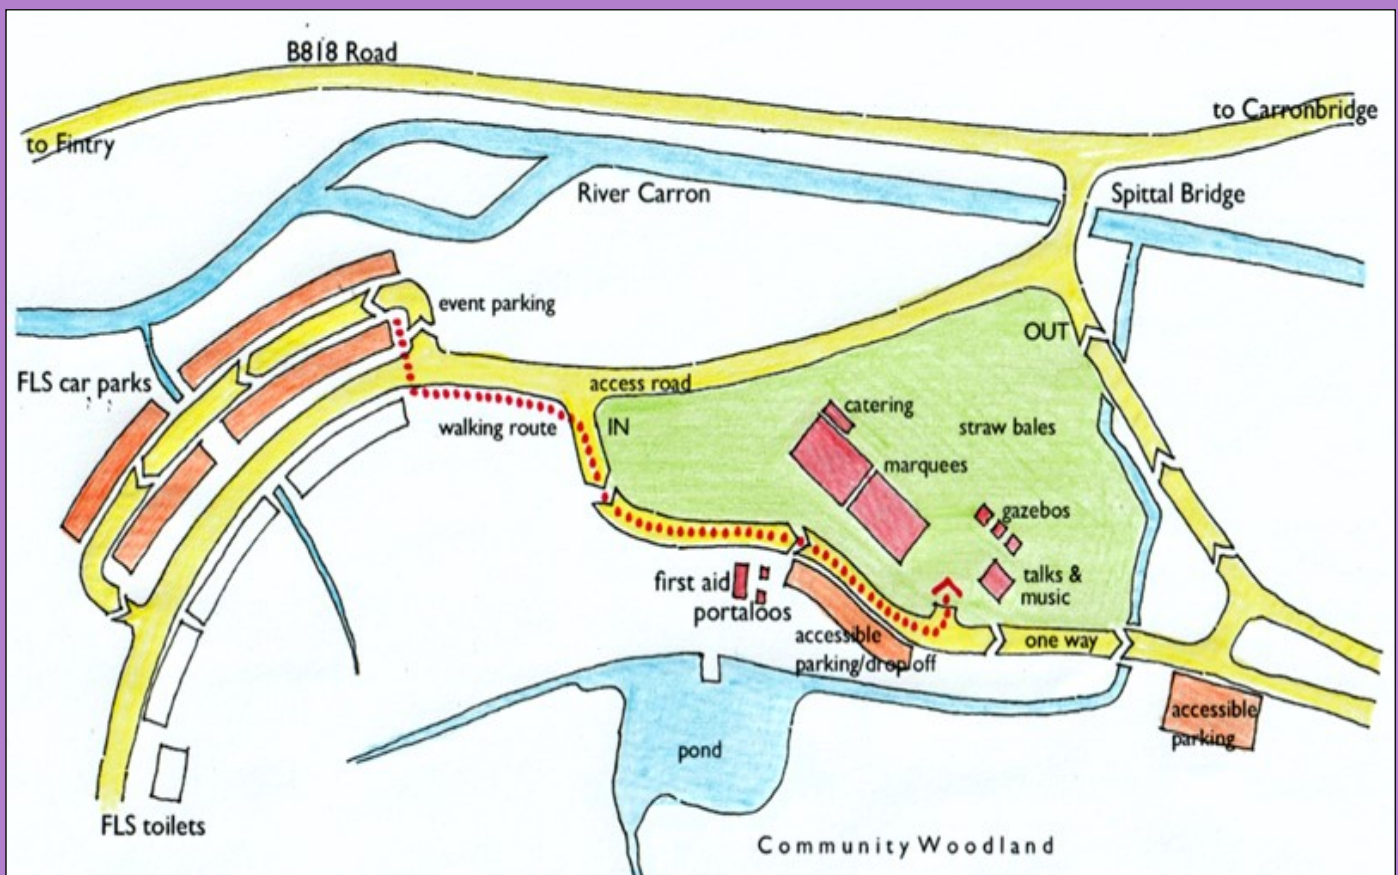 B818 Road
to Carronbridge
to Fintry
River Carron
Spittal Bridge
event parking
OUT
FLS car parks
access road
catering
walking route
IN
straw bales
marquees
gazebos
first aid
talks &
music
portaloos
accessible
parking/drop off
one way
accessible
parking
pond
FLS toilets
Community Woodland